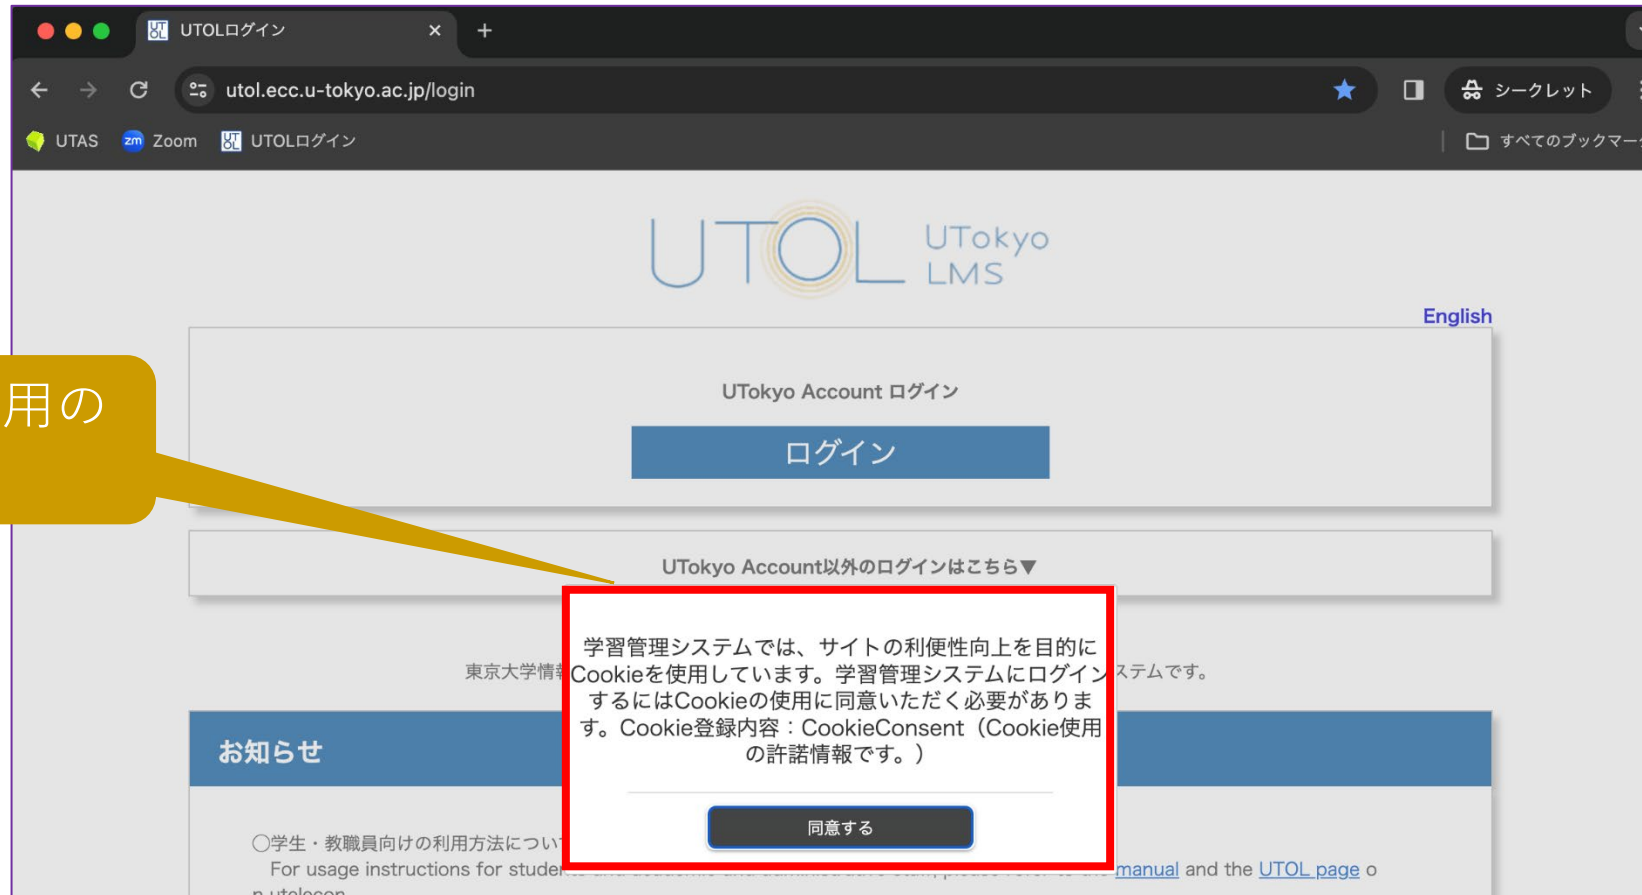 UTOLログイン
utol.ecc.u-tokyo.ac.jp/login
シークレット
UTAS
zm
Zoom
UTOLログイン
すべてのブックマー
UTOL UTokyo
LMS
English
用の
UTokyo Account ログイン
ログイン
UTokyo Account以外のログインはこちら▼
学習管理システムでは、サイトの利便性向上を目的に
Cookieを使用しています。学習管理システムにログイン
するにはCookieの使用に同意いただく必要がありま
す。Cookie登録内容：CookieConsent（Cookie使用
の許諾情報です。）
同意する
東京大学情 ステムです。
お知らせ
○学生・教職員向けの利用方法につい
For usage instructions for manual and the UTOL page o